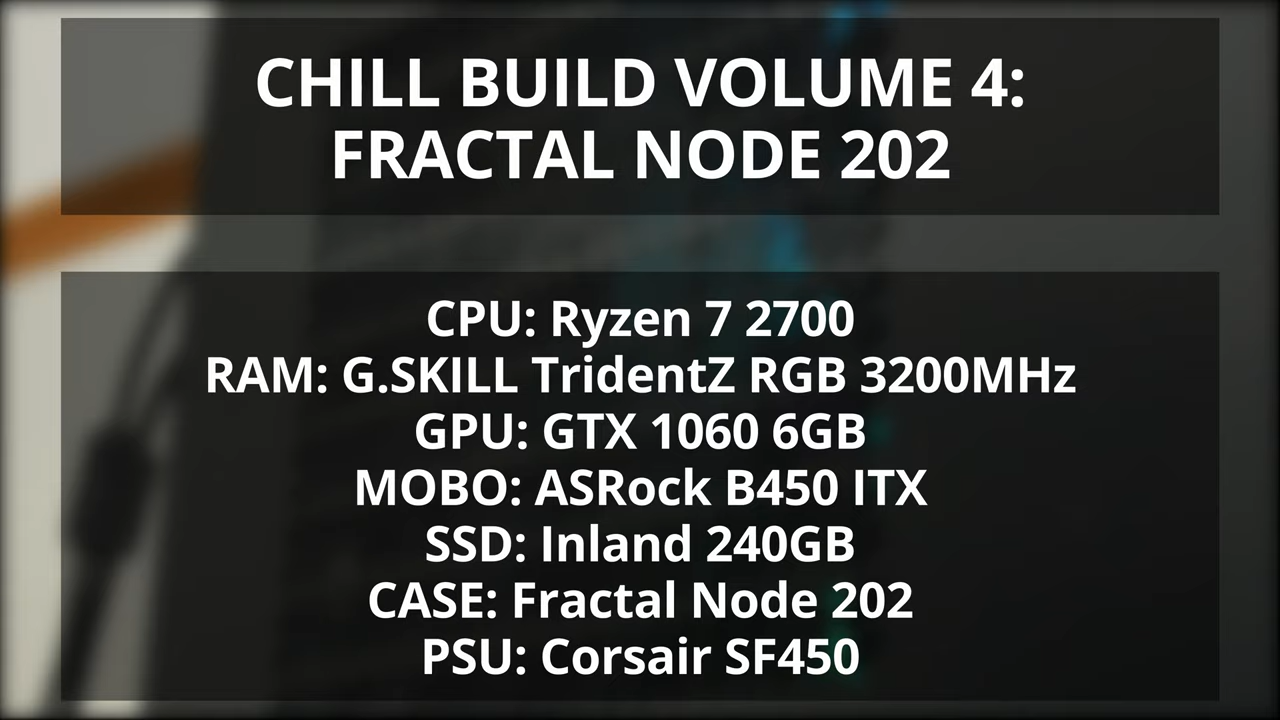 CHILL BUILD VOLUME 4:
FRACTAL NODE 202
CPU: Ryzen 7 2700
RAM: G.SKILL TridentZ RGB 3200MHz
GPU: GTX 1060 6GB
MOBO: ASRock B450 ITX
SSD: Inland 240GB
CASE: Fractal Node 202
PSU: Corsair SF450